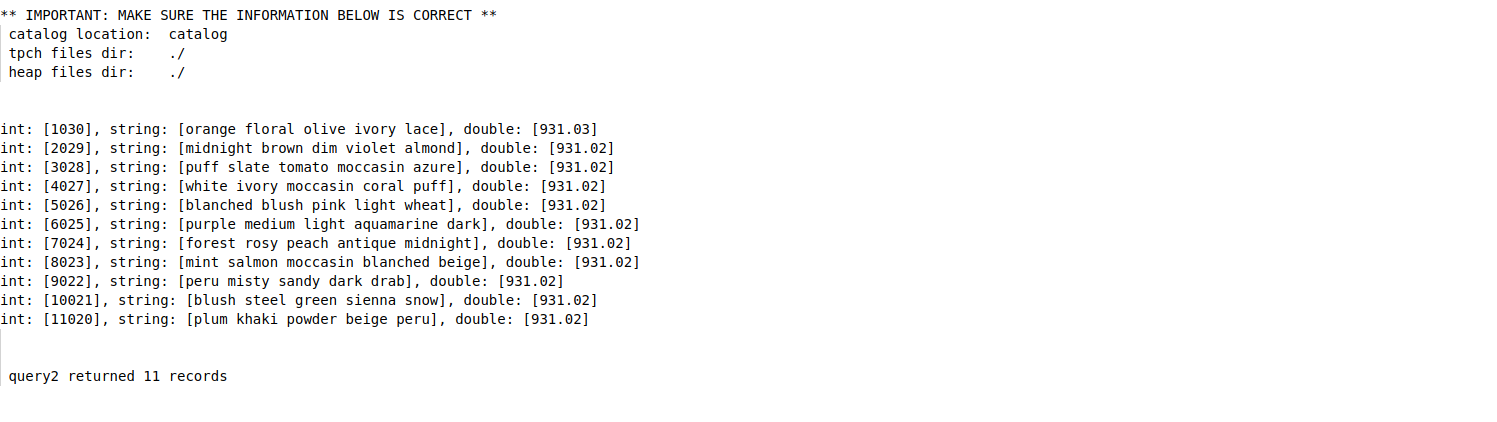 ** IMPORTANT: MAKE SURE THE INFORMATION BELOW IS CORRECT **
catalog location:  catalog
tpch files dir:    ./
heap files dir:    ./
int: [1030], string: [orange floral olive ivory lace], double: [931.03]
int: [2029], string: [midnight brown dim violet almond], double: [931.02]
int: [3028], string: [puff slate tomato moccasin azure], double: [931.02]
int: [4027], string: [white ivory moccasin coral puff], double: [931.02]
int: [5026], string: [blanched blush pink light wheat], double: [931.02]
int: [6025], string: [purple medium light aquamarine dark], double: [931.02]
int: [7024], string: [forest rosy peach antique midnight], double: [931.02]
int: [8023], string: [mint salmon moccasin blanched beige], double: [931.02]
int: [9022], string: [peru misty sandy dark drab], double: [931.02]
int: [10021], string: [blush steel green sienna snow], double: [931.02]
int: [11020], string: [plum khaki powder beige peru], double: [931.02]
query2 returned 11 records